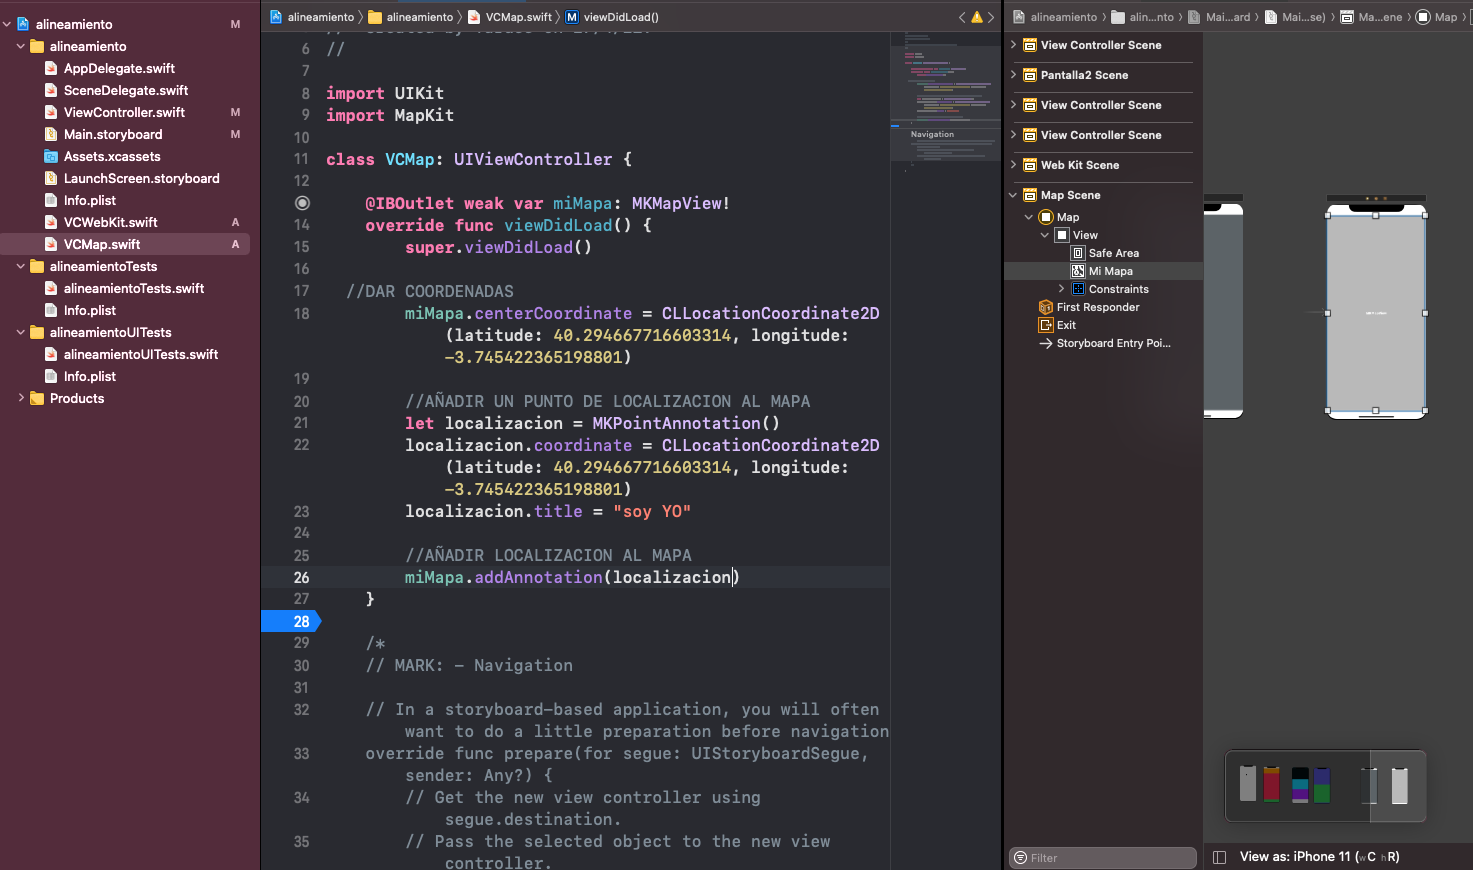 alineamiento M
alineamiento
AppDelegate.swift
SceneDelegate.swift
ViewController.swift M
Main.storyboard M
Assets.xcassets
LaunchScreen.storyboard
Info.plist
VCWebKit.swift A
VCMap.swift A
alineamientoTests
alineamientoTests.swift
Info.plist
alineamientoUITests
alineamientoUITests.swift
Info.plist
Products
alineamiento alineamiento VCMap.swift M viewDidLoad()
6 //
7
8 import UIKit
9 import MapKit
10
11 class VCMap: UIViewController {
12
@IBOutlet weak var miMapa: MKMapView!
14 override func viewDidLoad() {
15 super.viewDidLoad()
16
17 //DAR COORDENADAS
18 miMapa.centerCoordinate = CLLocationCoordinate2D
(latitude: 40.294667716603314, longitude:
-3.745422365198801)
19
20 //AÑADIR UN PUNTO DE LOCALIZACION AL MAPA
21 let localizacion = MKPointAnnotation()
22 localizacion.coordinate = CLLocationCoordinate2D
(latitude: 40.294667716603314, longitude:
-3.745422365198801)
23 localizacion.title = "soy YO"
24
25 //AÑADIR LOCALIZACION AL MAPA
26 miMapa.addAnnotation(localizacion)
27 }
28
29 /*
30 // MARK: - Navigation
31
32 // In a storyboard-based application, you will often
want to do a little preparation before navigation
33 override func prepare(for segue: UIStoryboardSegue,
sender: Any?) {
34 // Get the new view controller using
segue.destination.
35 // Pass the selected object to the new view
controller.
Navigation
alineamiento alin...nto Mai...ard Mai...se) Ma...ene Map
View Controller Scene
Pantalla2 Scene
View Controller Scene
View Controller Scene
Web Kit Scene
Map Scene
Map
View
Safe Area
Mi Mapa
Constraints
First Responder
Exit
Storyboard Entry Poi...
Filter
View as: iPhone 11 (wC hR)